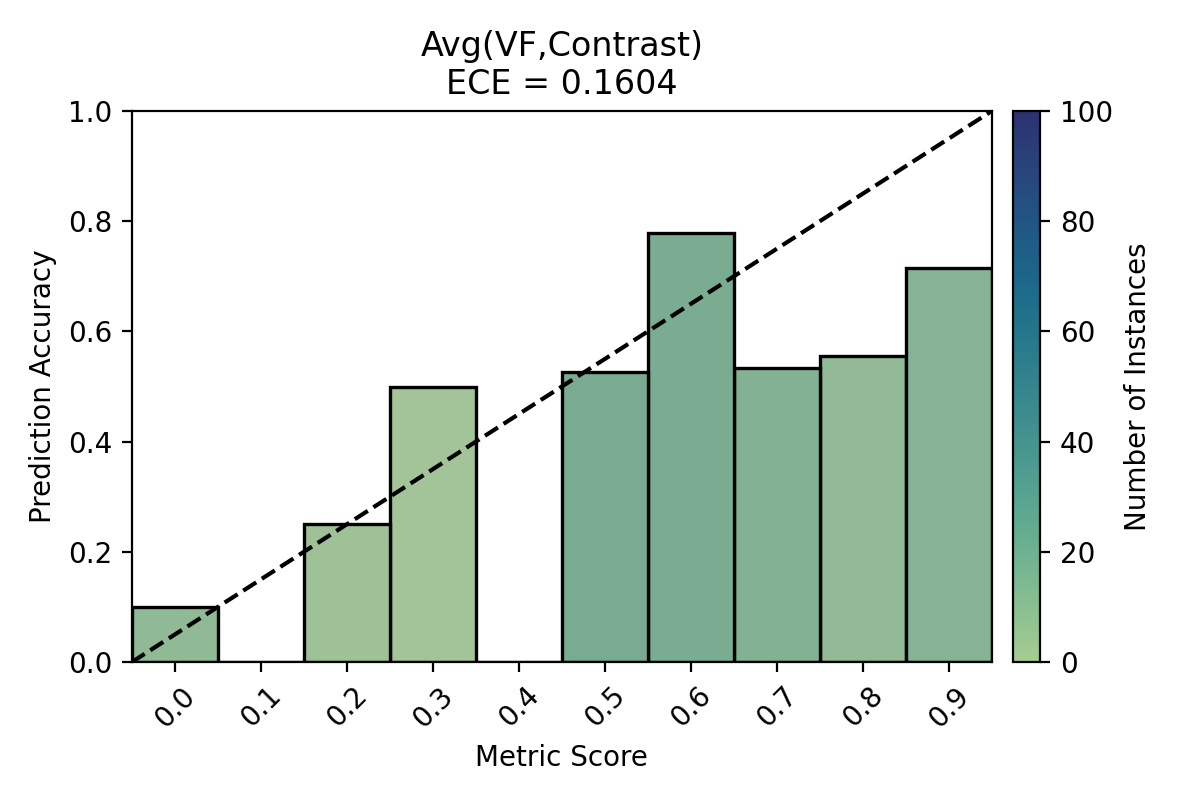 Avg(VF,Contrast)
ECE = 0.1604
Prediction Accuracy
1.0
0.8
0.6
0.4
0.2
0.0
0.0 0.1 0.2 0.3 0.4 0.5 0.6 0.7 0.8 0.9
Metric Score
100
80
60
40
20
0
Number of Instances